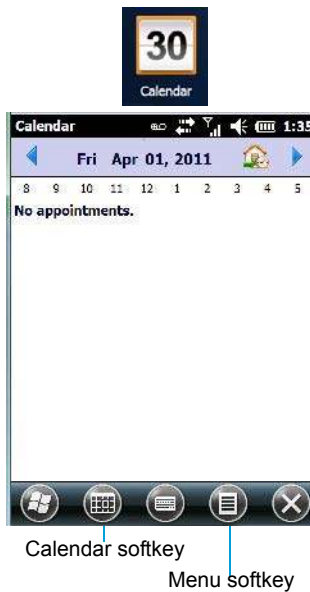 30
Calendar
Calendar 1:35
Fri Apr 01, 2011
8 9 10 11 12 1 2 3 4 5
No appointments.
Calendar softkey
Menu softkey